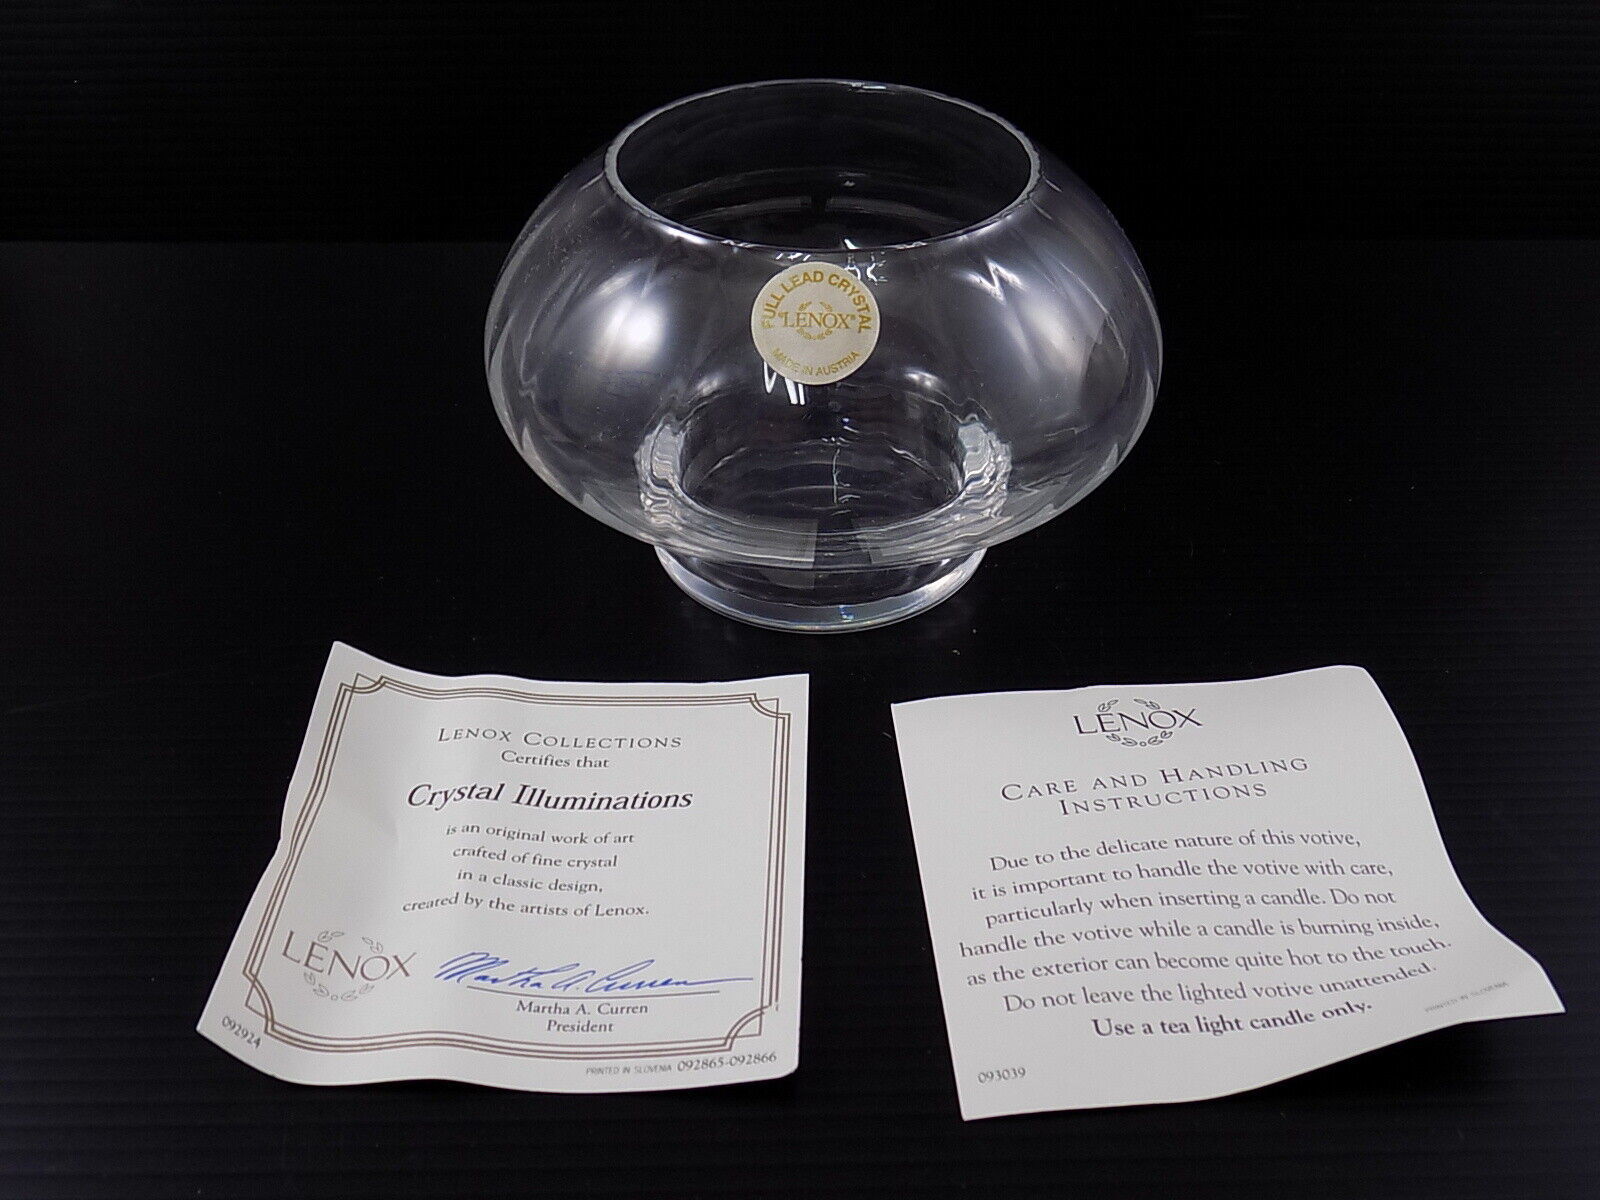 FULL LEAD CRYSTAL
LENOX
MADE IN AUSTRIA
LENOX COLLECTIONS
Certifies that
Crystal Illuminations
is an original work of art
crafted of fine crystal
in a classic design,
created by the artists of Lenox.
LENOX
Martha A. Curren
Martha A. Curren
President
092924
PRINTED IN SLOVENIA 092865-092866
LENOX
CARE AND HANDLING
INSTRUCTIONS
Due to the delicate nature of this votive,
it is important to handle the votive with care,
particularly when inserting a candle. Do not
handle the votive while a candle is burning inside,
as the exterior can become quite hot to the touch.
Do not leave the lighted votive unattended.
Use a tea light candle only.
PRINTED IN SLOVENIA
093039